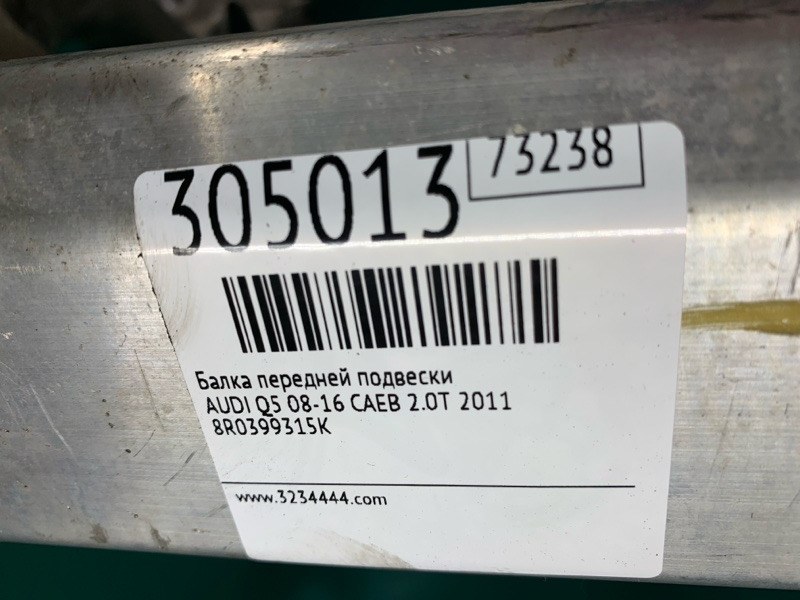 305013
73238
Балка передней подвески
AUDI Q5 08-16 CAEB 2.0T 2011
8R0399315K
www.3234444.com